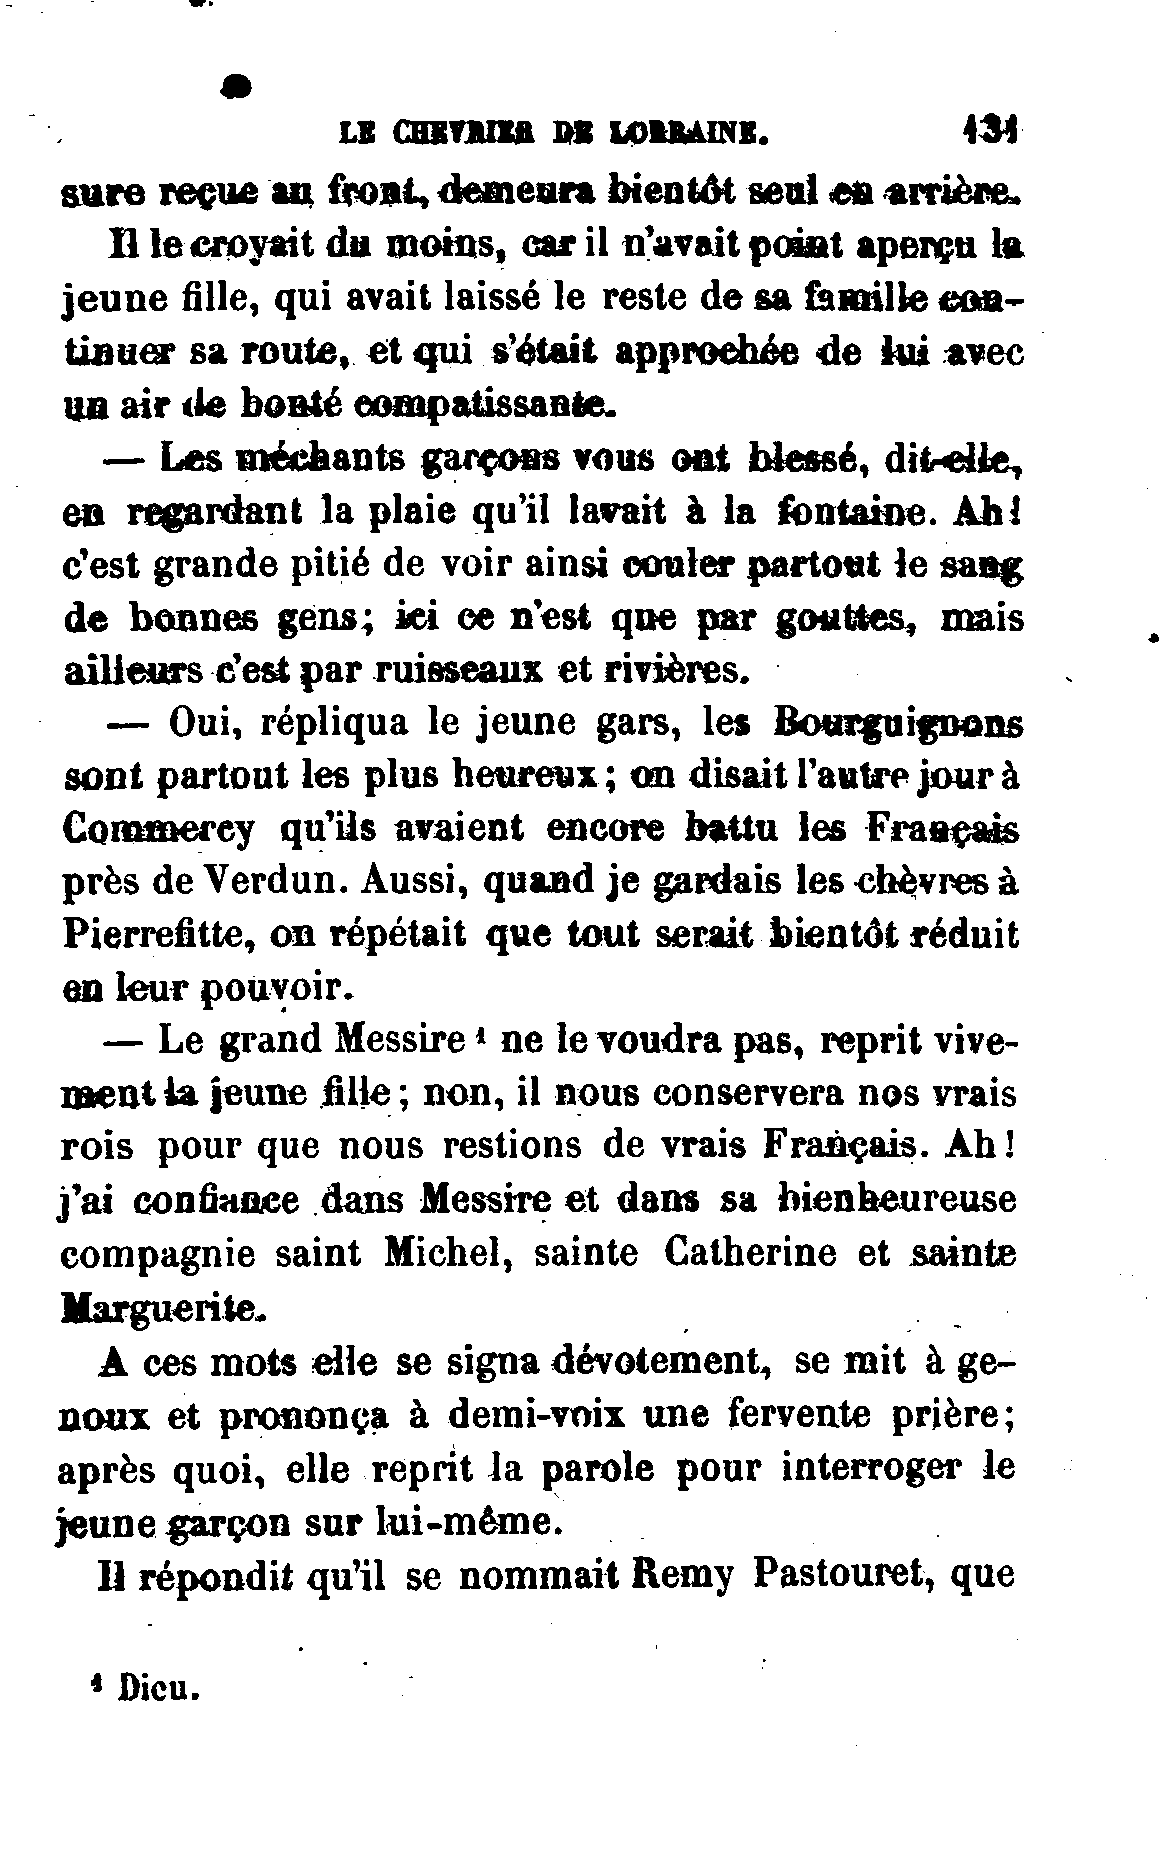 LE CHEVRIER DE LORRAINE. 131
sure reçue au front, demeura bientôt seul en arrière.
Il le croyait du moins, car il n'avait point aperçu la
jeune fille, qui avait laissé le reste de sa famille con-
tinuer sa route, et qui s'était approchée de lui avec
un air de bonté compatissante.
— Les méchants garçons vous ont blessé, dit-elle,
en regardant la plaie qu'il lavait à la fontaine. Ah!
c'est grande pitié de voir ainsi couler partout le sang
de bonnes gens; ici ce n'est que par gouttes, mais
ailleurs c'est par ruisseaux et rivières.
— Oui, répliqua le jeune gars, les Bourguignons
sont partout les plus heureux; on disait l'autre jour à
Commercy qu'ils avaient encore battu les Français
près de Verdun. Aussi, quand je gardais les chèvres à
Pierrefitte, on répétait que tout serait bientôt réduit
en leur pouvoir.
— Le grand Messire ¹ ne le voudra pas, reprit vive-
ment la jeune fille; non, il nous conservera nos vrais
rois pour que nous restions de vrais Français. Ah!
j'ai confiance dans Messire et dans sa bienheureuse
compagnie saint Michel, sainte Catherine et sainte
Marguerite.
A ces mots elle se signa dévotement, se mit à ge-
noux et prononça à demi-voix une fervente prière;
après quoi, elle reprit la parole pour interroger le
jeune garçon sur lui-même.
Il répondit qu'il se nommait Remy Pastouret, que
¹ Dieu.